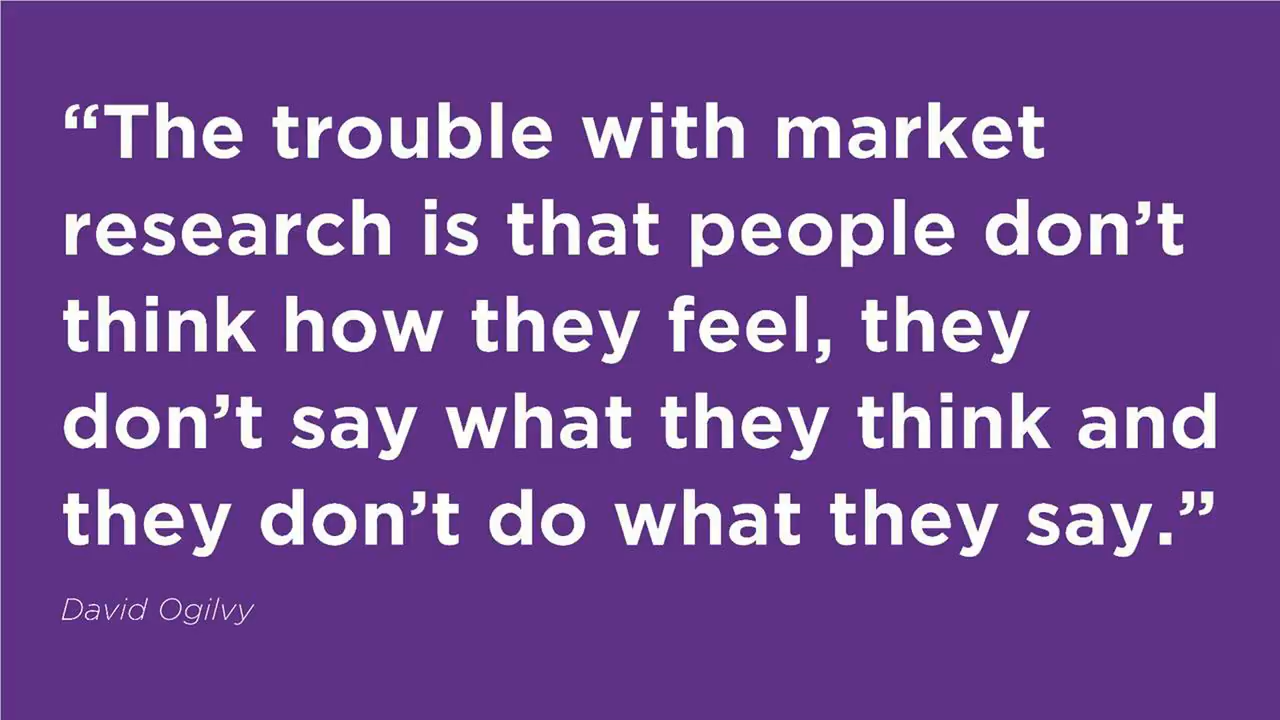 “The trouble with market
research is that people don’t
think how they feel, they
don’t say what they think and
they don’t do what they say.”
David Ogilvy